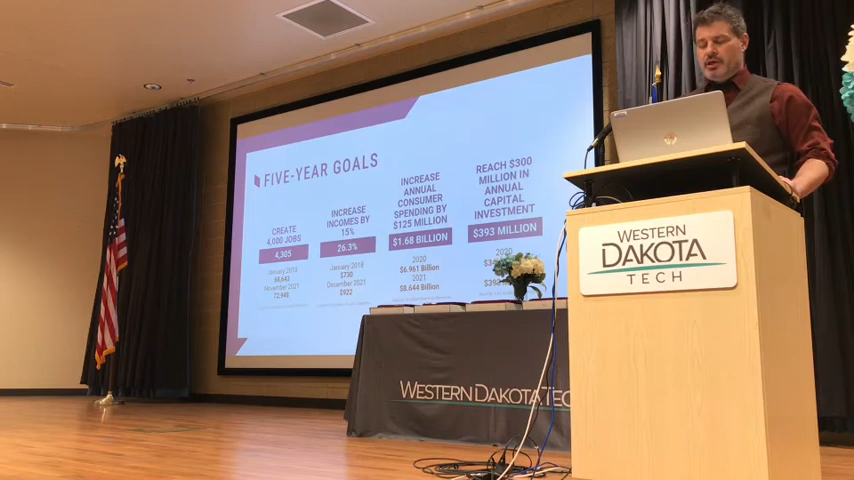 FIVE-YEAR GOALS
CREATE
4,000 JOBS
4,305
January 2018
68,643
November 2021
72,948
INCREASE
INCOMES BY
15%
26.3%
January 2018
$730
December 2021
$922
INCREASE
ANNUAL
CONSUMER
SPENDING BY
$125 MILLION
$1.68 BILLION
2020
$6.961 Billion
2021
$8.644 Billion
REACH $300
MILLION IN
ANNUAL
CAPITAL
INVESTMENT
$393 MILLION
2020
hp
WESTERN
DAKOTA
TECH
WESTERN DAKOTA TEC